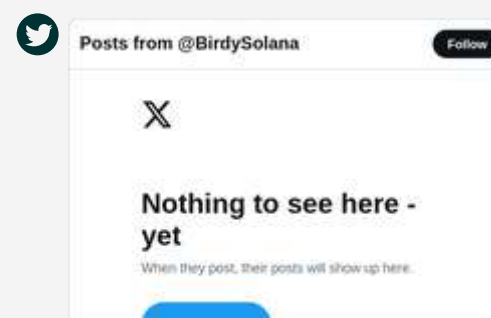 Posts from @BirdySolana
Follow
Nothing to see here -
yet
When they post, their posts will show up here.